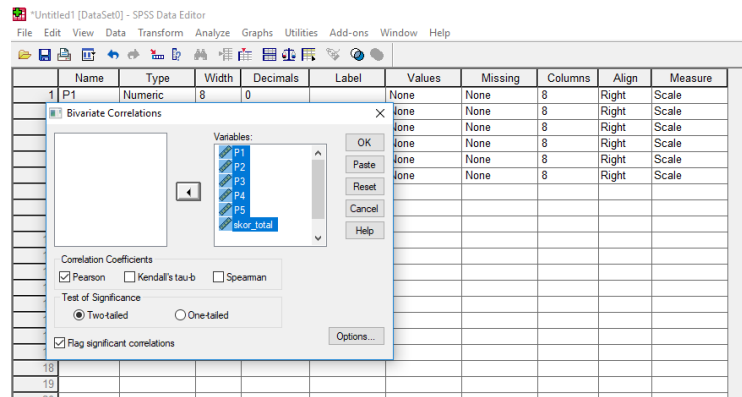 *Untitled1 [DataSet0] - SPSS Data Editor
File Edit View Data Transform Analyze Graphs Utilities Add-ons Window Help
Name Type Width Decimals Label Values Missing Columns Align Measure
1 P1 Numeric 8 0 None None 8 Right Scale
Bivariate Correlations
None None 8 Right Scale
None None 8 Right Scale
None None 8 Right Scale
None None 8 Right Scale
None None 8 Right Scale
Variables:
P1
P2
P3
P4
P5
skor_total
OK
Paste
Reset
Cancel
Help
Correlation Coefficients
Pearson Kendall's tau-b Spearman
Test of Significance
Two-tailed One-tailed
Flag significant correlations
Options...
18
19